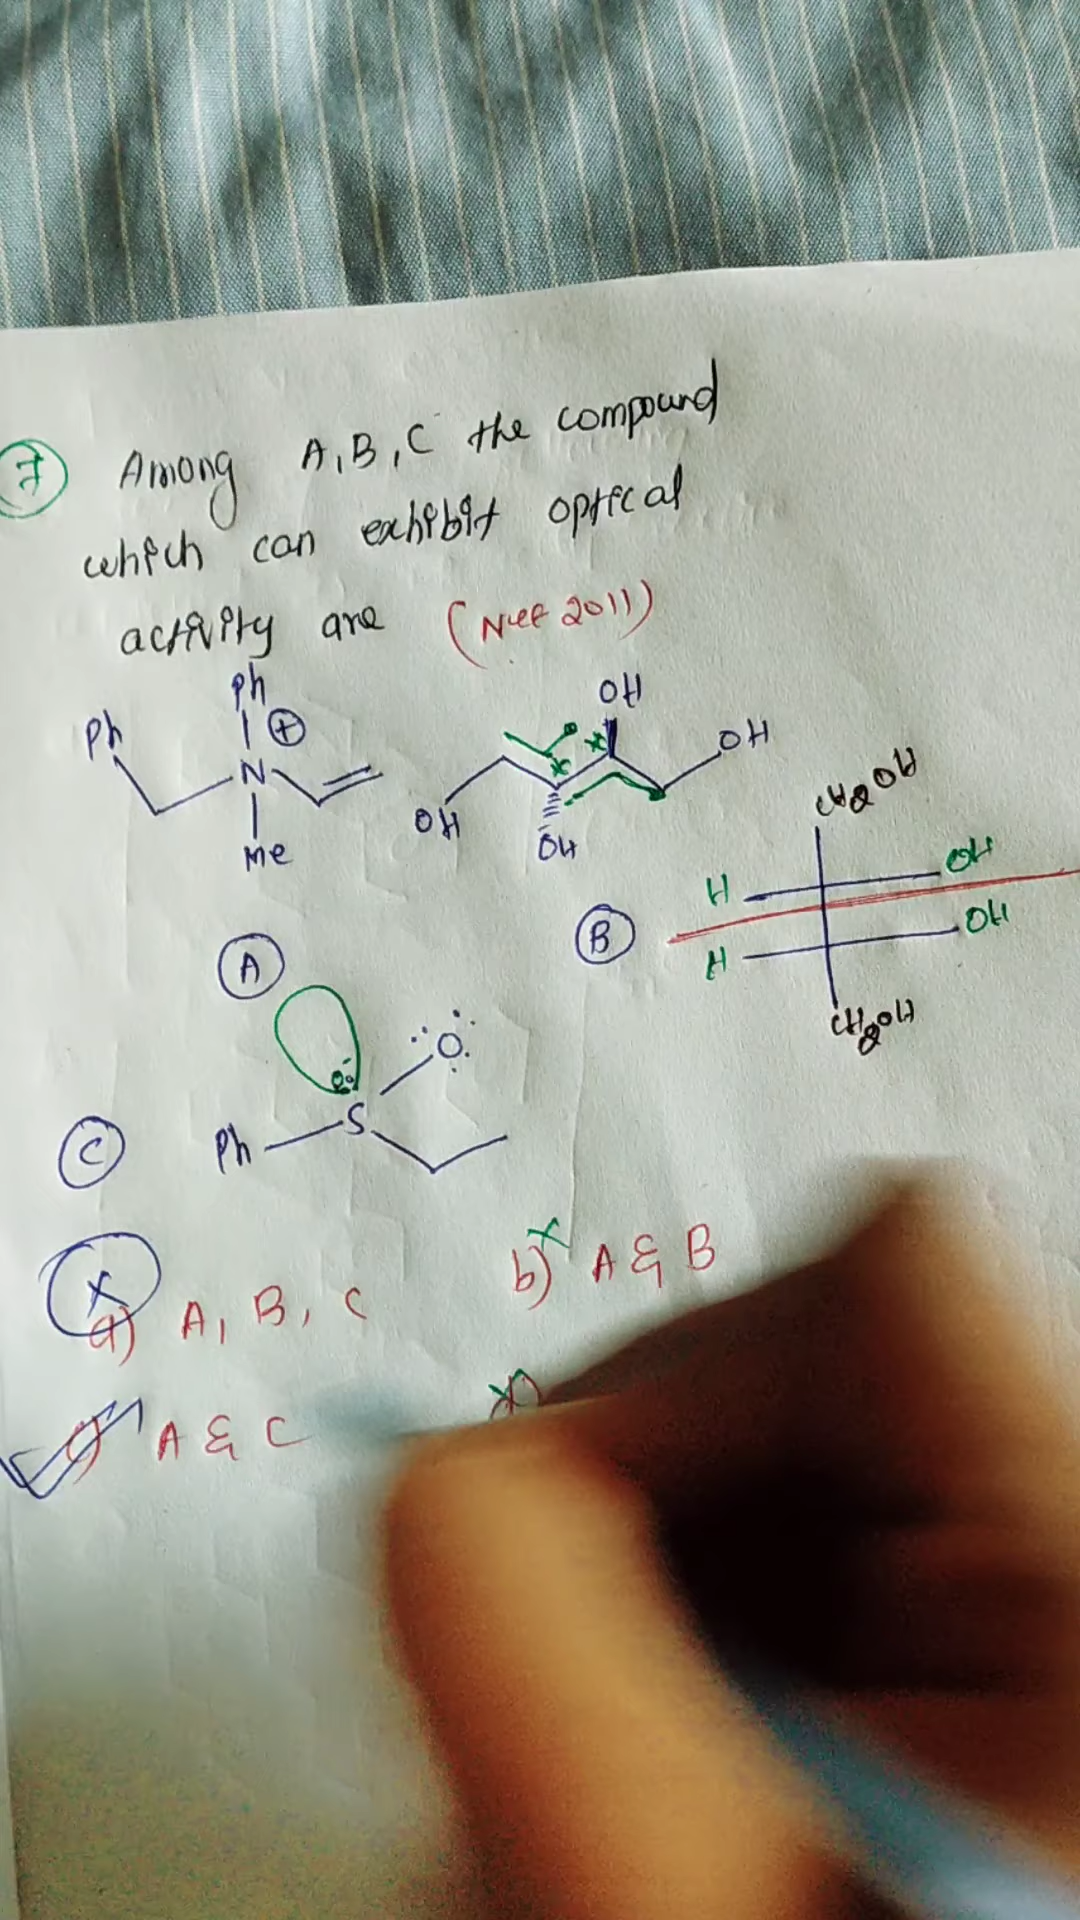 7 Among A, B, C the compound
which can exhibit optical
activity are (Neet 2011)
Ph Ph ⊕ N Me
OH OH OH OH
A
B
CH2OH
H OH
H OH
CH2OH
C
Ph S O
a) A, B, C
b) A & B
A & C